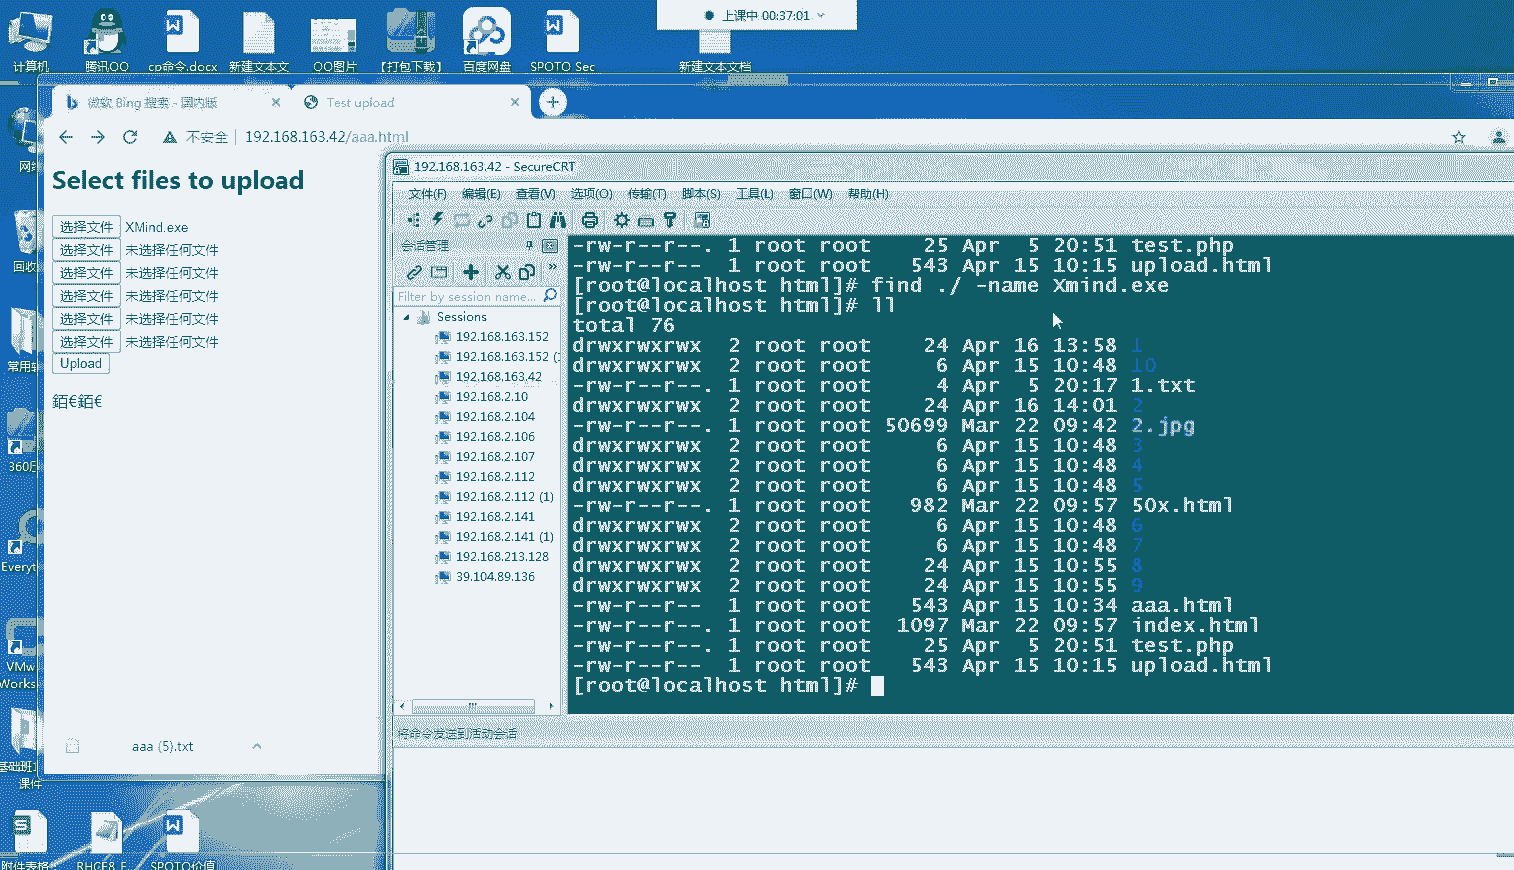 上课中 00:37:01
计算机
腾讯QQ
cp命令.docx
新建文本文
QQ图片
【打包下载】
百度网盘
SPOTO Sec
新建文本文档
微软 Bing 搜索 - 国内版
Test upload
不安全
192.168.163.42/aaa.html
网络
回收
常用软
360
Everyt
VMw
Works
基础班
课件
附件表格
RHCE8_E
SPOTO价值
Select files to upload
选择文件 XMind.exe
选择文件 未选择任何文件
选择文件 未选择任何文件
选择文件 未选择任何文件
选择文件 未选择任何文件
选择文件 未选择任何文件
Upload
銆€銆€
aaa (5).txt
192.168.163.42 - SecureCRT
文件(F) 编辑(E) 查看(V) 选项(O) 传输(T) 脚本(S) 工具(L) 窗口(W) 帮助(H)
会话管理
Filter by session name...
Sessions
192.168.163.152
192.168.163.152 (1
192.168.163.42
192.168.2.10
192.168.2.104
192.168.2.106
192.168.2.107
192.168.2.112
192.168.2.112 (1)
192.168.2.141
192.168.2.141 (1)
192.168.213.128
39.104.89.136
-rw-r--r--. 1 root root 25 Apr 5 20:51 test.php
-rw-r--r-- 1 root root 543 Apr 15 10:15 upload.html
[root@localhost html]# find ./ -name Xmind.exe
[root@localhost html]# ll
total 76
drwxrwxrwx 2 root root 24 Apr 16 13:58 1
drwxrwxrwx 2 root root 6 Apr 15 10:48 10
-rw-r--r--. 1 root root 4 Apr 5 20:17 1.txt
drwxrwxrwx 2 root root 24 Apr 16 14:01 2
-rw-r--r--. 1 root root 50699 Mar 22 09:42 2.jpg
drwxrwxrwx 2 root root 6 Apr 15 10:48 3
drwxrwxrwx 2 root root 6 Apr 15 10:48 4
drwxrwxrwx 2 root root 6 Apr 15 10:48 5
-rw-r--r--. 1 root root 982 Mar 22 09:57 50x.html
drwxrwxrwx 2 root root 6 Apr 15 10:48 6
drwxrwxrwx 2 root root 6 Apr 15 10:48 7
drwxrwxrwx 2 root root 24 Apr 15 10:55 8
drwxrwxrwx 2 root root 24 Apr 15 10:55 9
-rw-r--r-- 1 root root 543 Apr 15 10:34 aaa.html
-rw-r--r--. 1 root root 1097 Mar 22 09:57 index.html
-rw-r--r--. 1 root root 25 Apr 5 20:51 test.php
-rw-r--r-- 1 root root 543 Apr 15 10:15 upload.html
[root@localhost html]#
将命令发送到活动会话